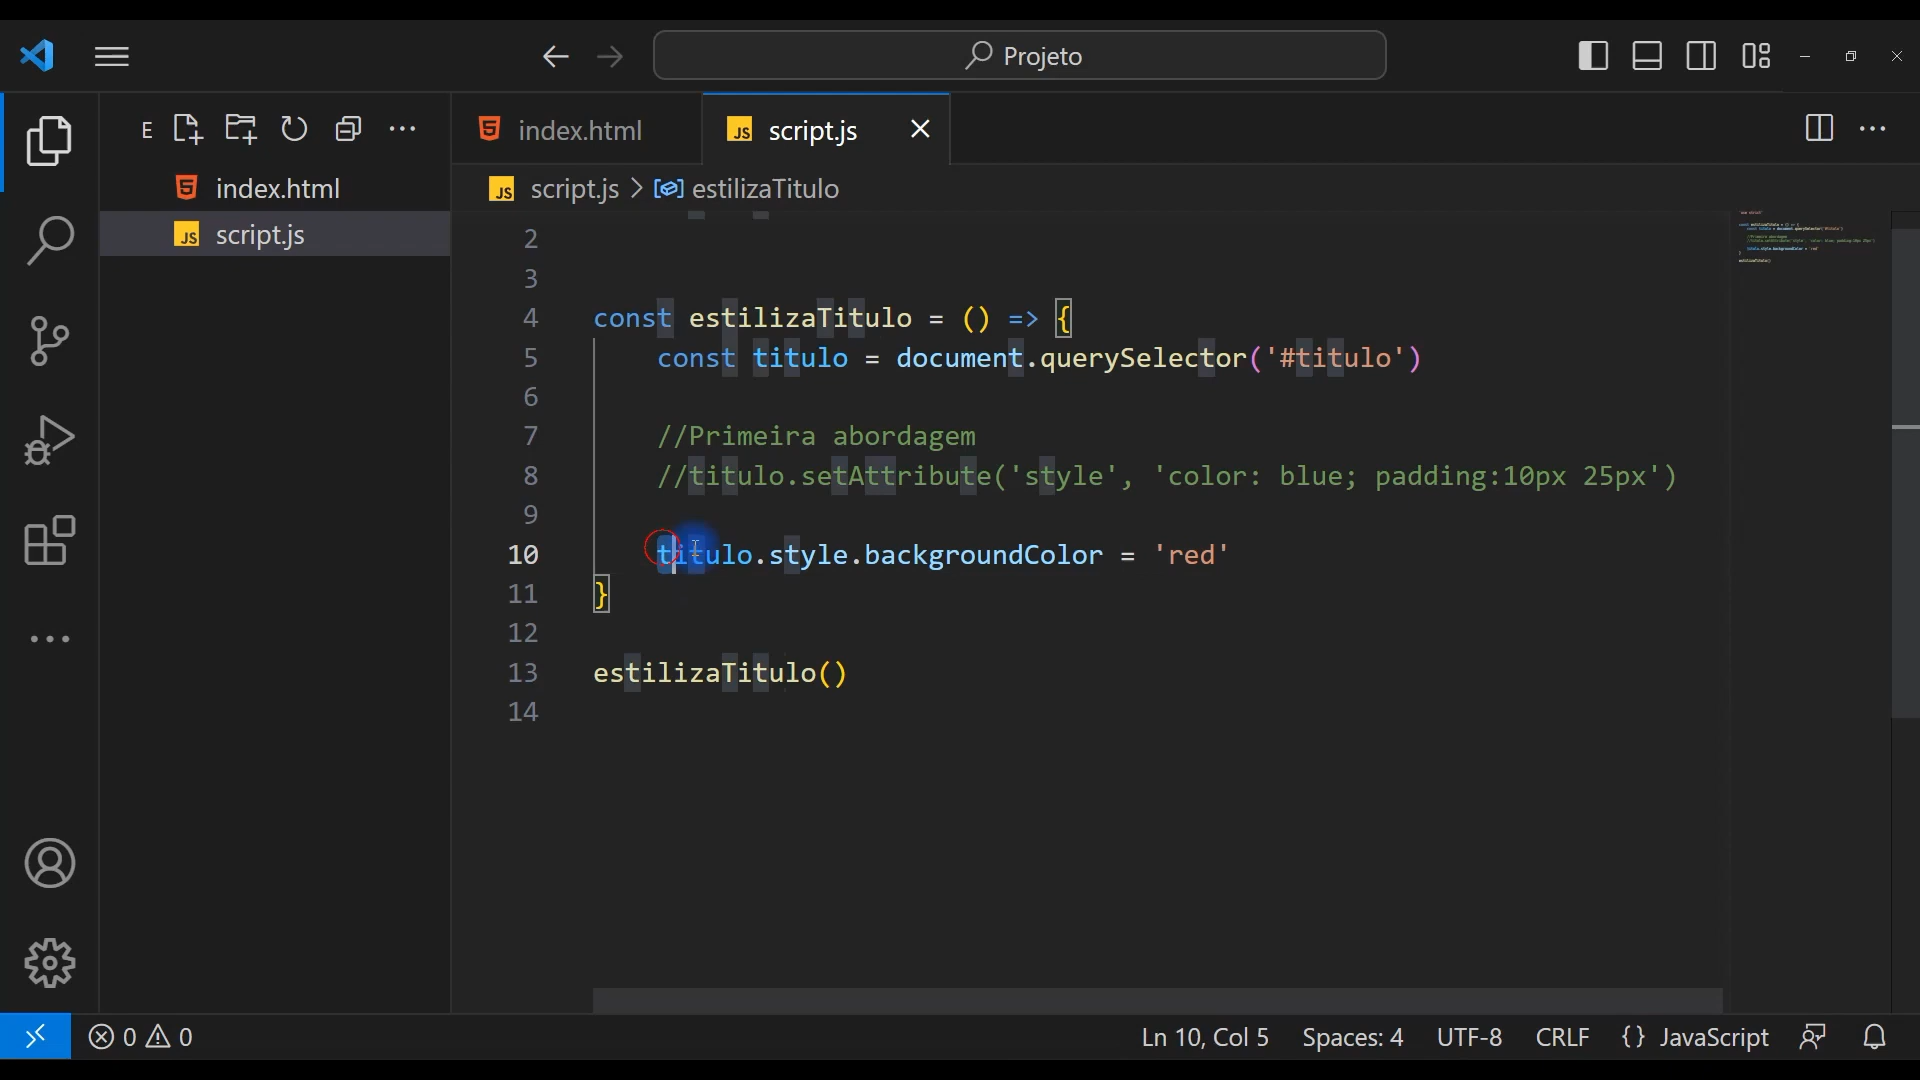 Projeto
E
index.html
script.js
index.html
script.js
script.js > estilizaTitulo
2
3
4 const estilizaTitulo = () => {
5 const titulo = document.querySelector('#titulo')
6
7 //Primeira abordagem
8 //titulo.setAttribute('style', 'color: blue; padding:10px 25px')
9
10 titulo.style.backgroundColor = 'red'
11 }
12
13 estilizaTitulo()
14
0 0
Ln 10, Col 5 Spaces: 4 UTF-8 CRLF {} JavaScript